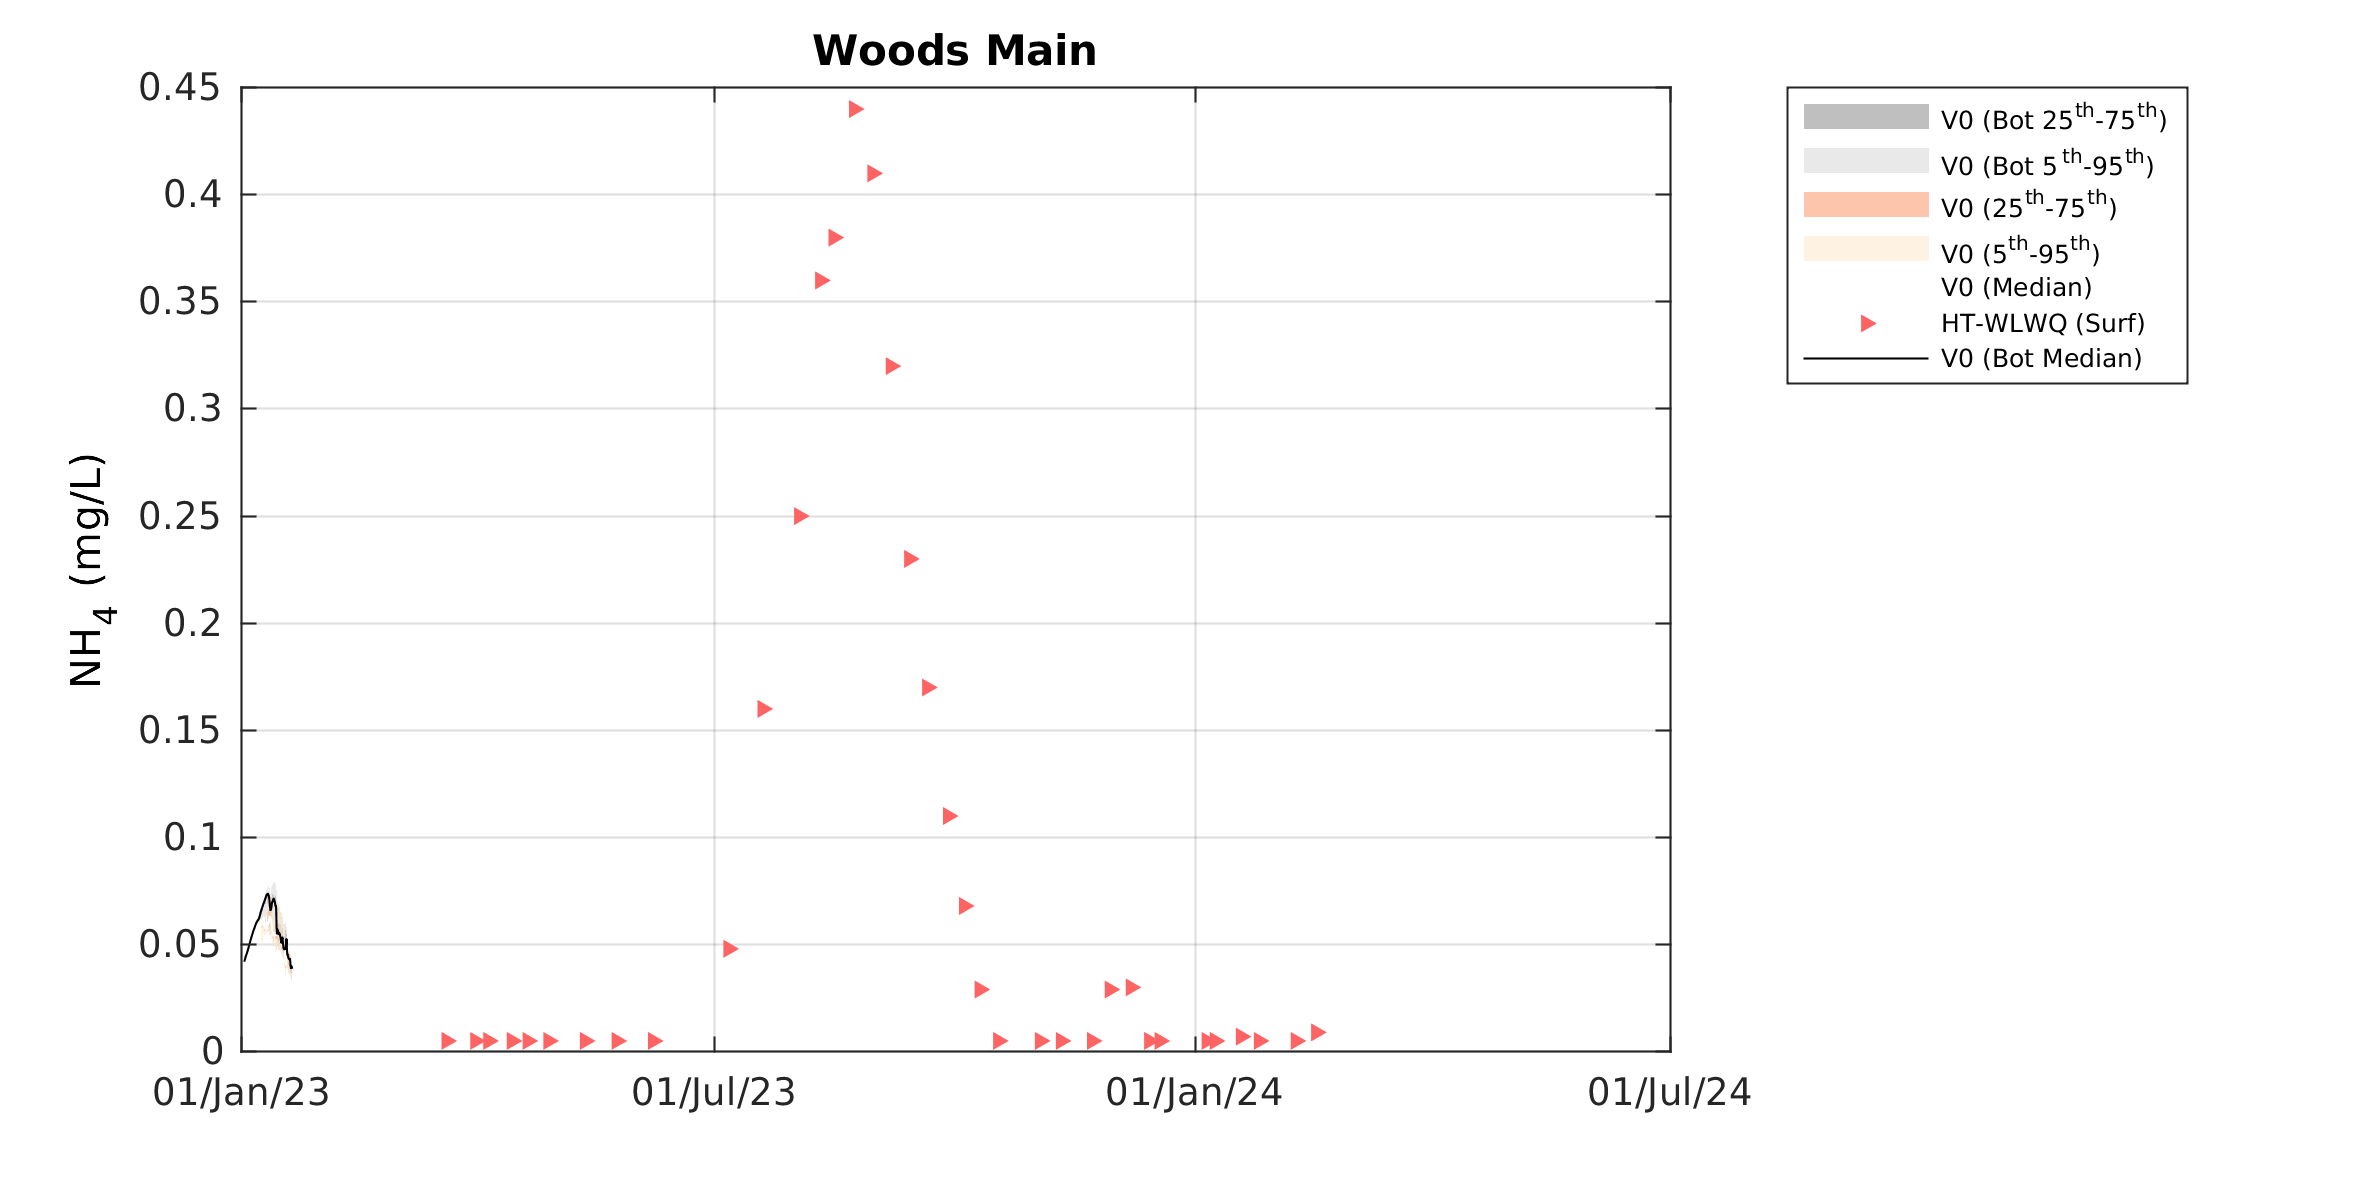 Woods Main
0.45
0.4
0.35
0.3
0.25
0.2
0.15
0.1
0.05
0
NH4 (mg/L)
01/Jan/23
01/Jul/23
01/Jan/24
01/Jul/24
V0 (Bot 25th-75th)
V0 (Bot 5th-95th)
V0 (25th-75th)
V0 (5th-95th)
V0 (Median)
HT-WLWQ (Surf)
V0 (Bot Median)